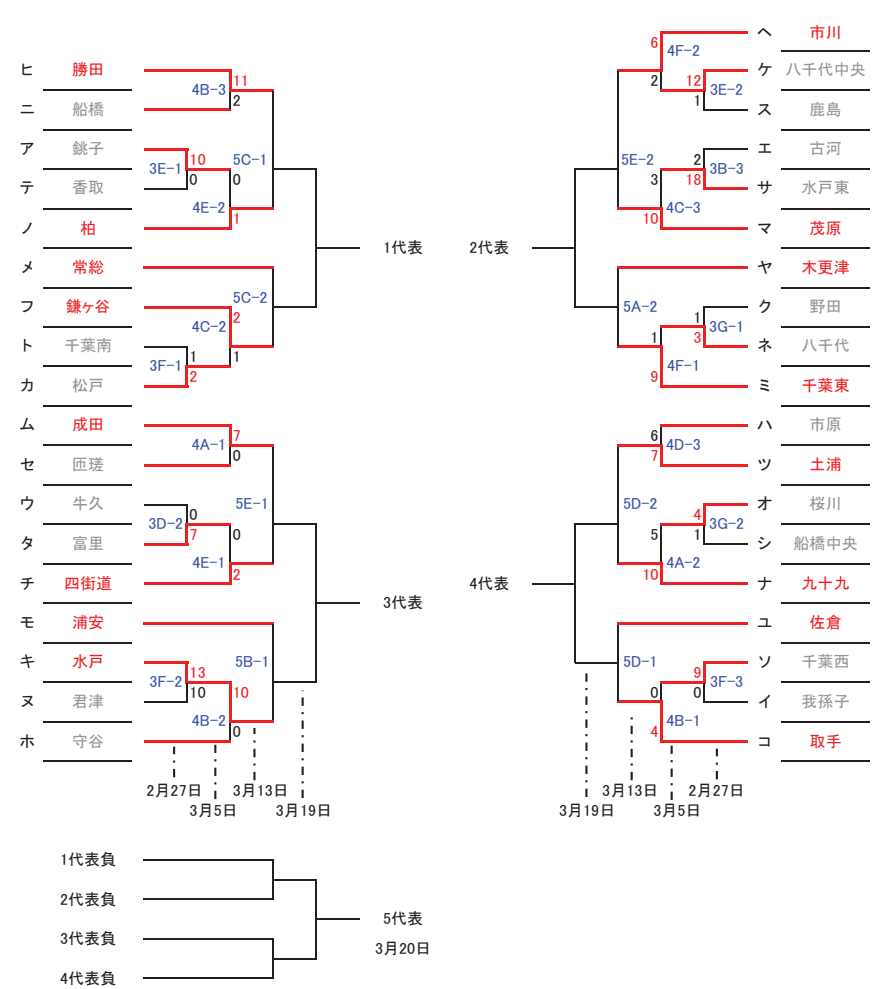 ヒ 勝田
11
4B-3
ニ 船橋
2
ア 銚子
10
3E-1
5C-1
テ 香取
0
0
4E-2
ノ 柏
1
1代表
メ 常総
フ 鎌ヶ谷
5C-2
4C-2
2
ト 千葉南
1
1
3F-1
カ 松戸
2
ム 成田
7
4A-1
セ 匝瑳
0
ウ 牛久
0
5E-1
3D-2
タ 富里
7
0
4E-1
チ 四街道
2
3代表
モ 浦安
キ 水戸
13
5B-1
3F-2
ヌ 君津
10
10
4B-2
ホ 守谷
0
2月27日
3月5日
3月13日
3月19日
ヘ 市川
6
4F-2
ケ 八千代中央
2
12
3E-2
ス 鹿島
1
エ 古河
2
5E-2
3B-3
サ 水戸東
3
18
4C-3
マ 茂原
10
2代表
ヤ 木更津
ク 野田
5A-2
1
3G-1
ネ 八千代
1
3
4F-1
ミ 千葉東
9
ハ 市原
6
4D-3
ツ 土浦
7
オ 桜川
5D-2
4
3G-2
シ 船橋中央
5
1
4A-2
ナ 九十九
10
4代表
ユ 佐倉
ソ 千葉西
5D-1
9
3F-3
イ 我孫子
0
0
4B-1
コ 取手
4
3月19日
3月13日
3月5日
2月27日
1代表負
2代表負
5代表
3代表負
3月20日
4代表負